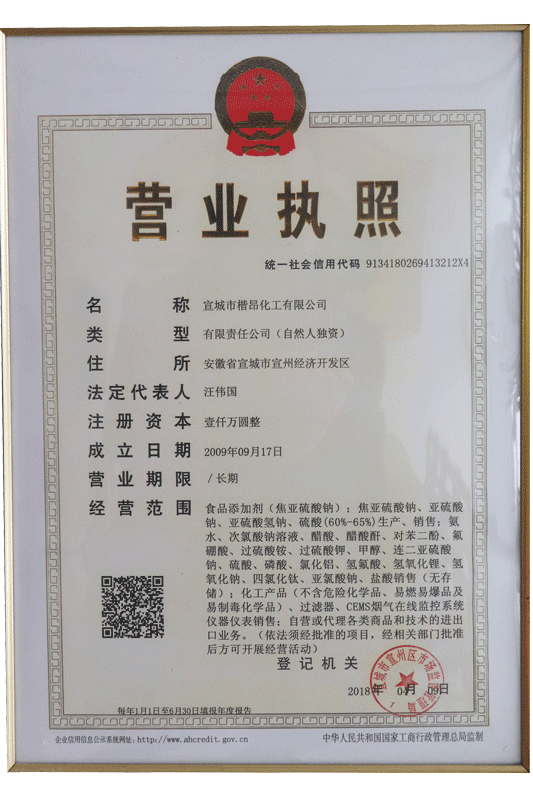 营业执照
统一社会信用代码 9134180269413212X4
名称 宣城市楷昂化工有限公司
类型 有限责任公司（自然人独资）
住所 安徽省宣城市宣州经济开发区
法定代表人 汪伟国
注册资本 壹仟万圆整
成立日期 2009年09月17日
营业期限 /长期
经营范围 食品添加剂（焦亚硫酸钠）；焦亚硫酸钠、亚硫酸
钠、亚硫酸氢钠、硫酸(60%-65%)生产、销售；氨
水、次氯酸钠溶液、醋酸、醋酸酐、对苯二酚、氟
硼酸、过硫酸铵、过硫酸钾、甲醇、连二亚硫酸
钠、硫酸、磷酸、氯化铝、氢氟酸、氢氧化锂、氢
氧化钠、四氯化钛、亚氯酸钠、盐酸销售（无存
储）；化工产品（不含危险化学品、易燃易爆品及
易制毒化学品）、过滤器、CEMS烟气在线监控系统
仪器仪表销售；自营或代理各类商品和技术的进出
口业务。（依法须经批准的项目，经相关部门批准
后方可开展经营活动）
登记机关
宣城市宣州区市场监督管理局
2018年 04月 09日
每年1月1日至6月30日填报年度报告
企业信用信息公示系统网址：http://www.ahcredit.gov.cn
中华人民共和国国家工商行政管理总局监制